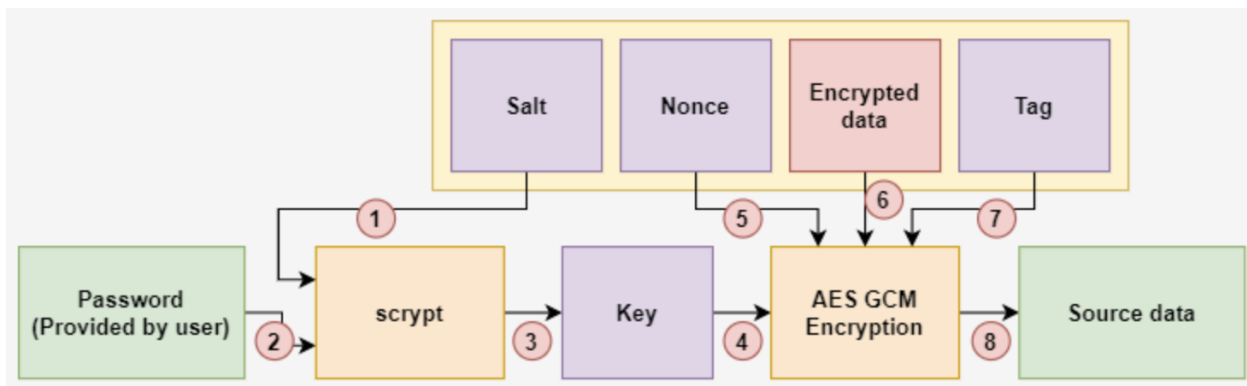 Salt
Nonce
Encrypted
data
Tag
1
5
6
7
Password
(Provided by user)
2
scrypt
3
Key
4
AES GCM
Encryption
8
Source data